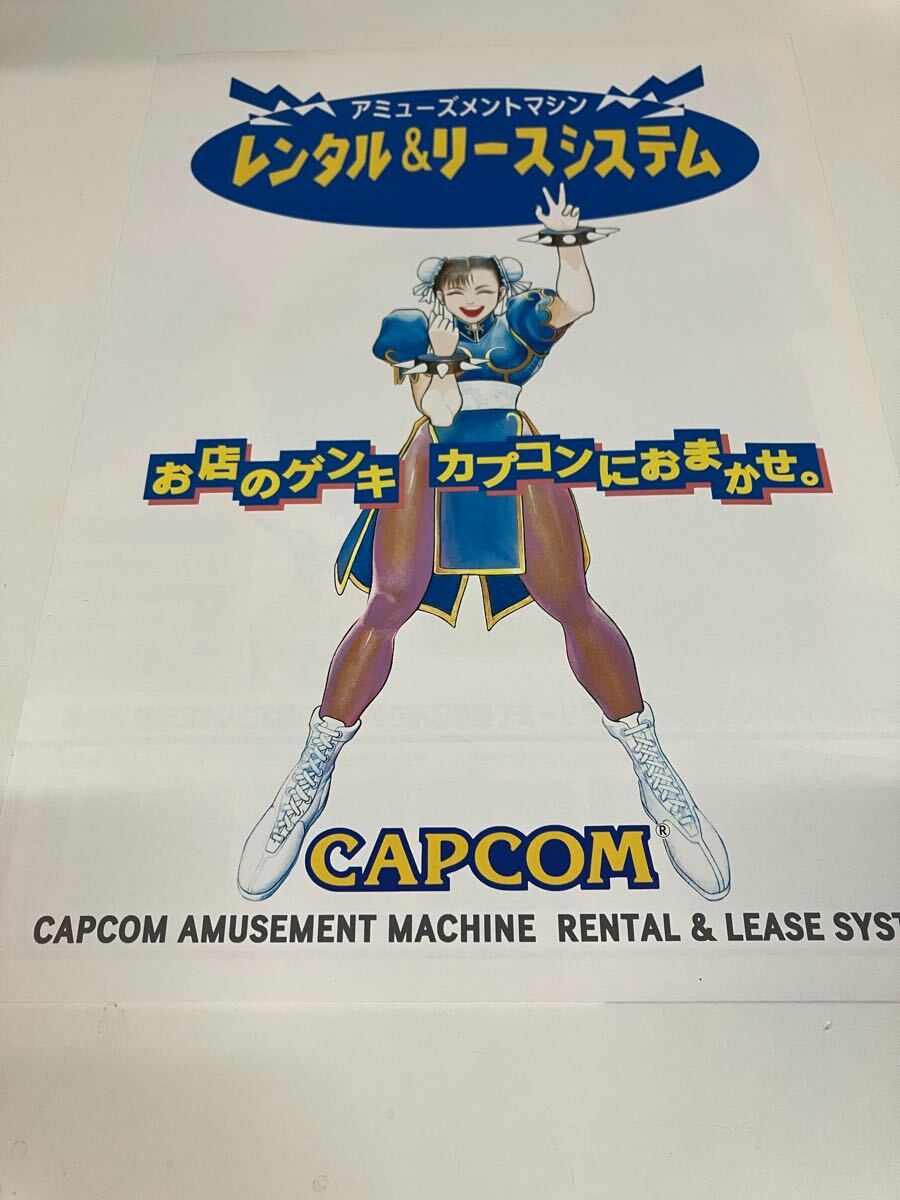 アミューズメントマシン
レンタル&リースシステム
お店のゲンキ カプコンにおまかせ。
CAPCOM®
CAPCOM AMUSEMENT MACHINE RENTAL & LEASE SYST